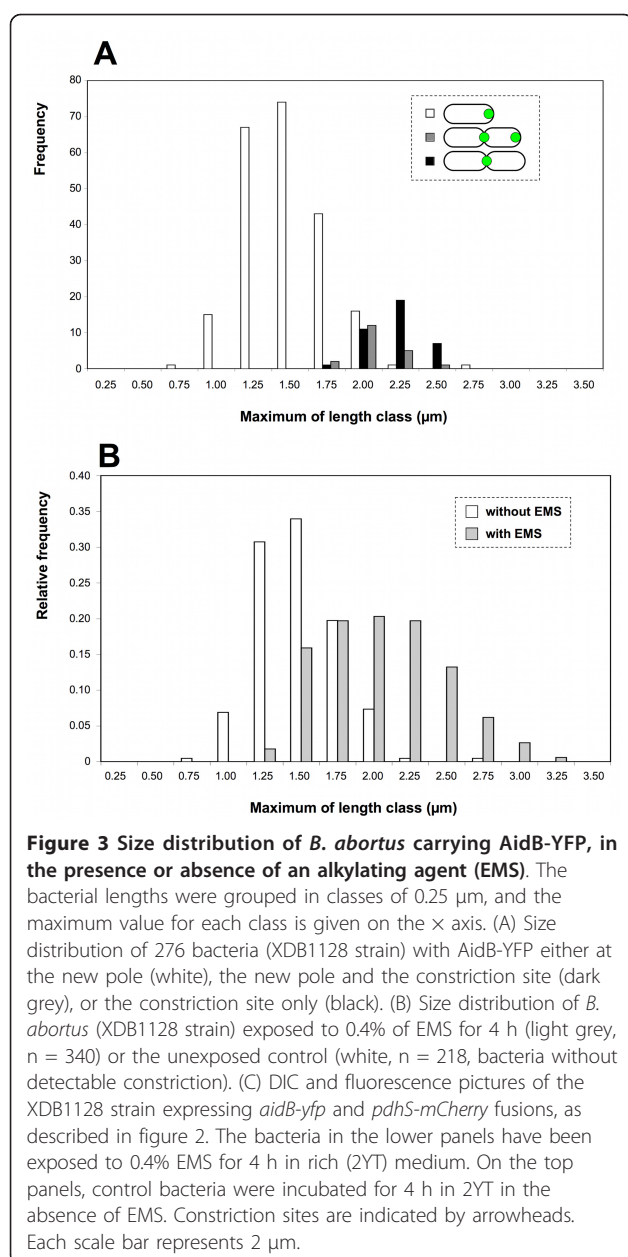 A
80
70
60
50
40
30
20
10
0
Frequency
0.25 0.50 0.75 1.00 1.25 1.50 1.75 2.00 2.25 2.50 2.75 3.00 3.25 3.50
Maximum of length class (µm)
B
0.40
0.35
0.30
0.25
0.20
0.15
0.10
0.05
0
Relative frequency
without EMS
with EMS
0.25 0.50 0.75 1.00 1.25 1.50 1.75 2.00 2.25 2.50 2.75 3.00 3.25 3.50
Maximum of length class (µm)
Figure 3 Size distribution of B. abortus carrying AidB-YFP, in
the presence or absence of an alkylating agent (EMS). The
bacterial lengths were grouped in classes of 0.25 µm, and the
maximum value for each class is given on the × axis. (A) Size
distribution of 276 bacteria (XDB1128 strain) with AidB-YFP either at
the new pole (white), the new pole and the constriction site (dark
grey), or the constriction site only (black). (B) Size distribution of B.
abortus (XDB1128 strain) exposed to 0.4% of EMS for 4 h (light grey,
n = 340) or the unexposed control (white, n = 218, bacteria without
detectable constriction). (C) DIC and fluorescence pictures of the
XDB1128 strain expressing aidB-yfp and pdhS-mCherry fusions, as
described in figure 2. The bacteria in the lower panels have been
exposed to 0.4% EMS for 4 h in rich (2YT) medium. On the top
panels, control bacteria were incubated for 4 h in 2YT in the
absence of EMS. Constriction sites are indicated by arrowheads.
Each scale bar represents 2 µm.